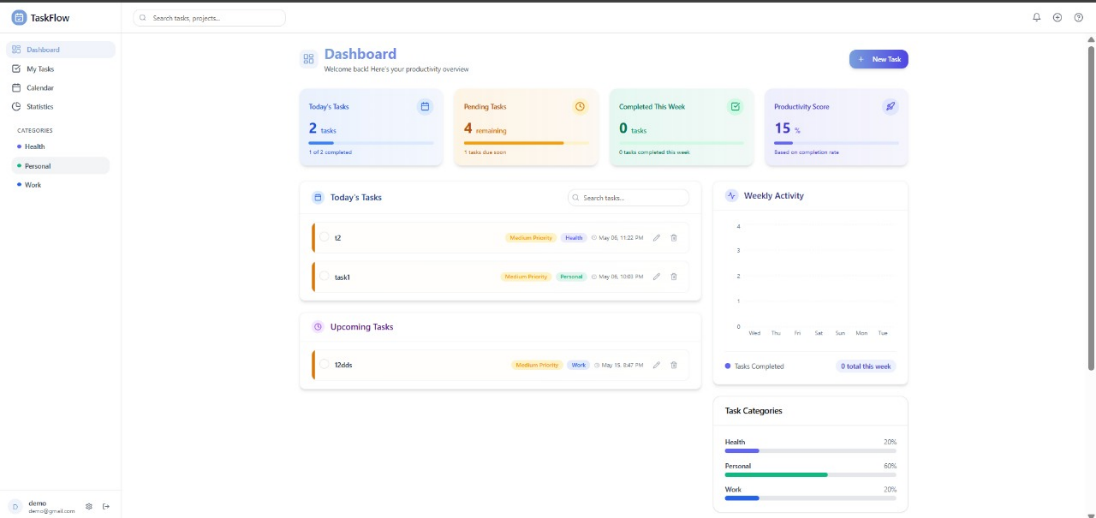 TaskFlow
Search tasks, projects...
Dashboard
My Tasks
Calendar
Statistics
CATEGORIES
Health
Personal
Work
D
demo
demo@gmail.com
Dashboard
Welcome back! Here's your productivity overview
+ New Task
Today's Tasks
2 tasks
1 of 2 completed
Pending Tasks
4 remaining
1 tasks due soon
Completed This Week
0 tasks
0 tasks completed this week
Productivity Score
15 %
Based on completion rate
Today's Tasks
Search tasks...
t2 Medium Priority Health May 06, 11:22 PM
task1 Medium Priority Personal May 06, 10:03 PM
Upcoming Tasks
t2dds Medium Priority Work May 15, 8:47 PM
Weekly Activity
4
3
2
1
0
Wed Thu Fri Sat Sun Mon Tue
Tasks Completed 0 total this week
Task Categories
Health 20%
Personal 60%
Work 20%